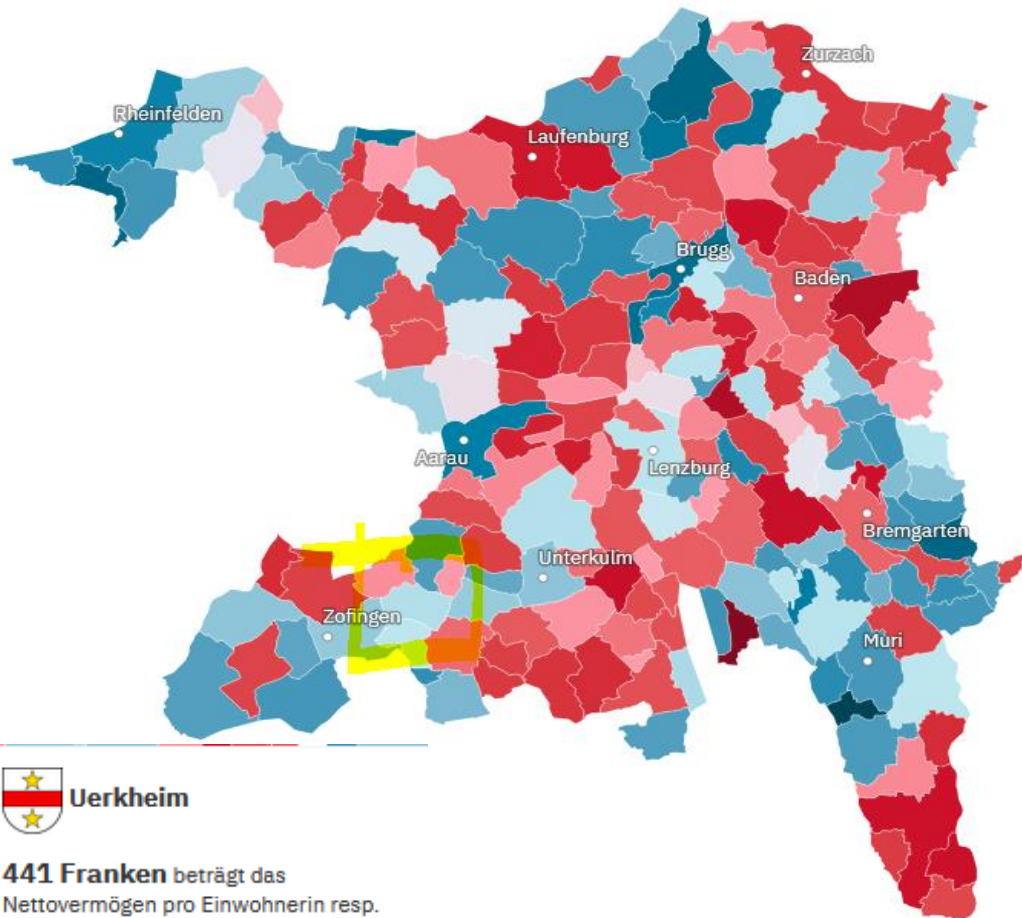 Zurzach
Rheinfelden
Laufenburg
Brugg
Baden
Aarau
Lenzburg
Bremgarten
Unterkulm
Zofingen
Muri
Uerkheim
441 Franken beträgt das
Nettovermögen pro Einwohnerin resp.